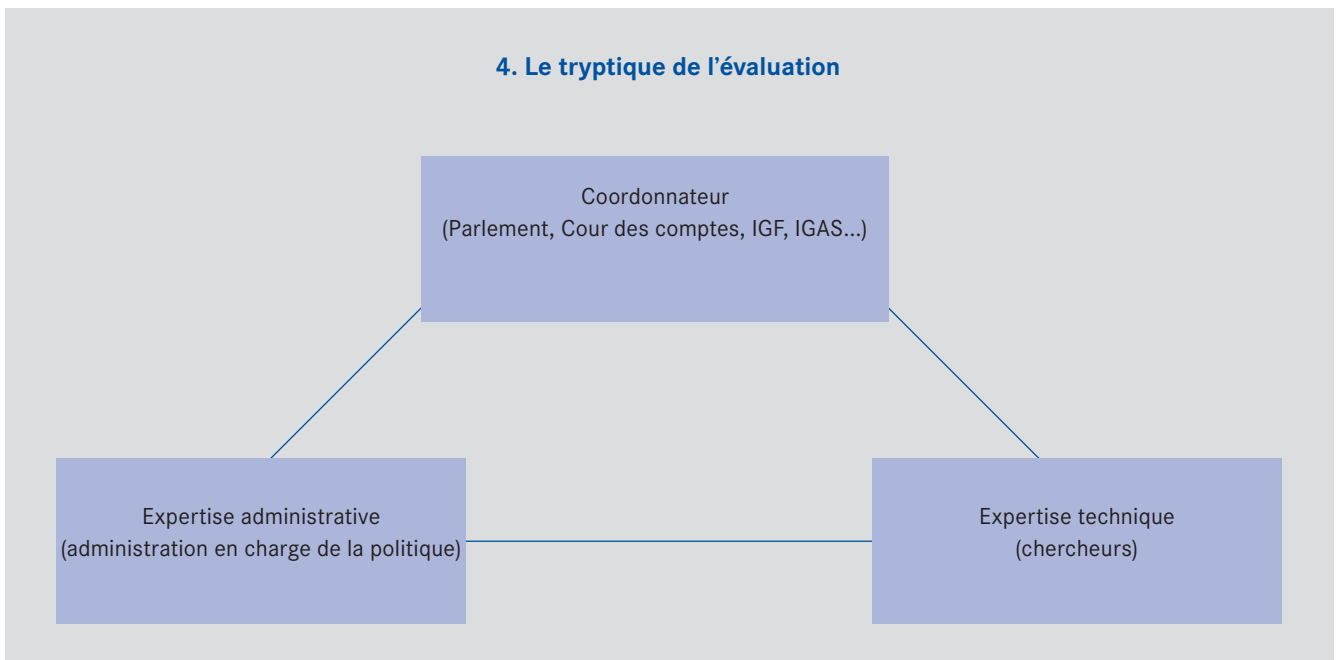 4. Le tryptique de l’évaluation
Coordonnateur
(Parlement, Cour des comptes, IGF, IGAS...)
Expertise administrative
(administration en charge de la politique)
Expertise technique
(chercheurs)